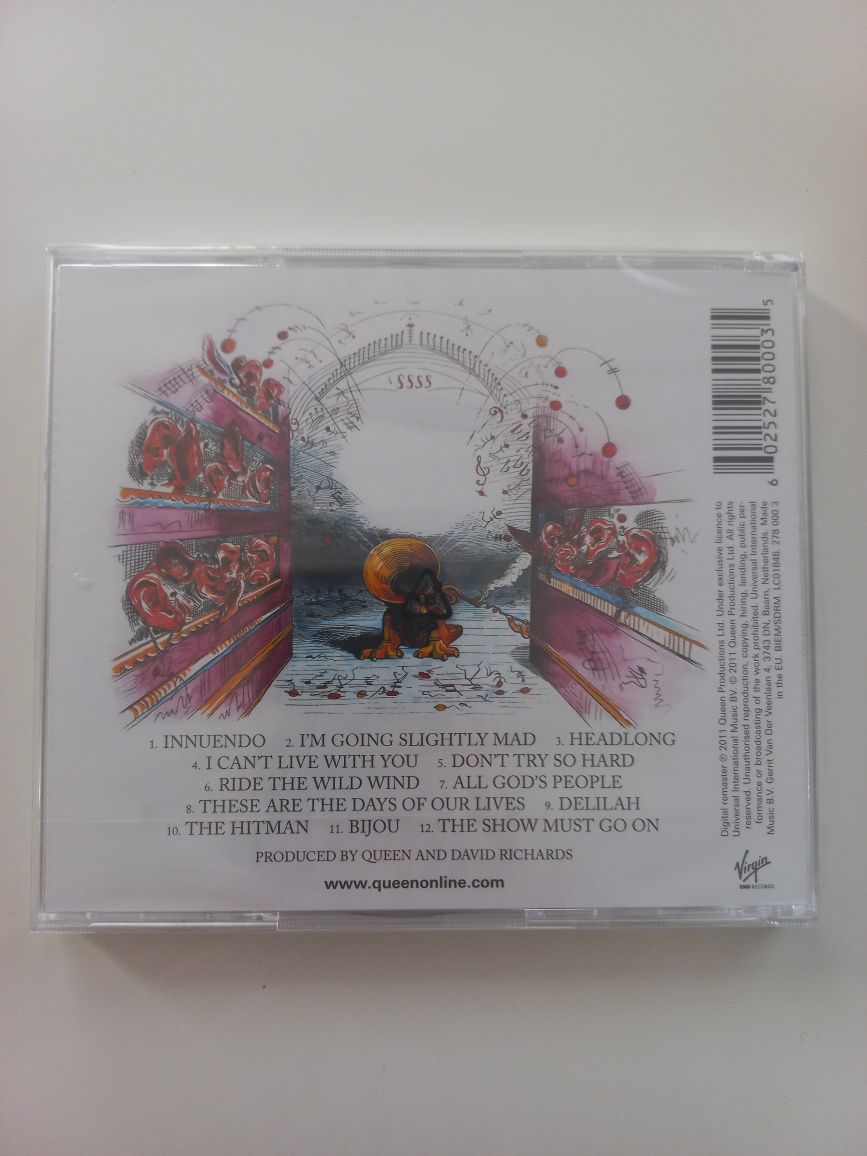 §§§§
1. INNUENDO 2. I'M GOING SLIGHTLY MAD 3. HEADLONG
4. I CAN'T LIVE WITH YOU 5. DON'T TRY SO HARD
6. RIDE THE WILD WIND 7. ALL GOD'S PEOPLE
8. THESE ARE THE DAYS OF OUR LIVES 9. DELILAH
10. THE HITMAN 11. BIJOU 12. THE SHOW MUST GO ON
PRODUCED BY QUEEN AND DAVID RICHARDS
www.queenonline.com
6 02527 80003 5
Digital remaster ℗ 2011 Queen Productions Ltd. Under exclusive licence to
Universal International Music BV. © 2011 Queen Productions Ltd. All rights
reserved. Unauthorised reproduction, copying, hiring, lending, public per-
formance or broadcasting of the work prohibited. Universal International
Music B.V. Gerrit Van Der Veenlaan 4, 3743 DN, Baarn, Netherlands. Made
in the EU. BIEM/SDRM. LC01846. 278 000 3
Virgin
EMI RECORDS